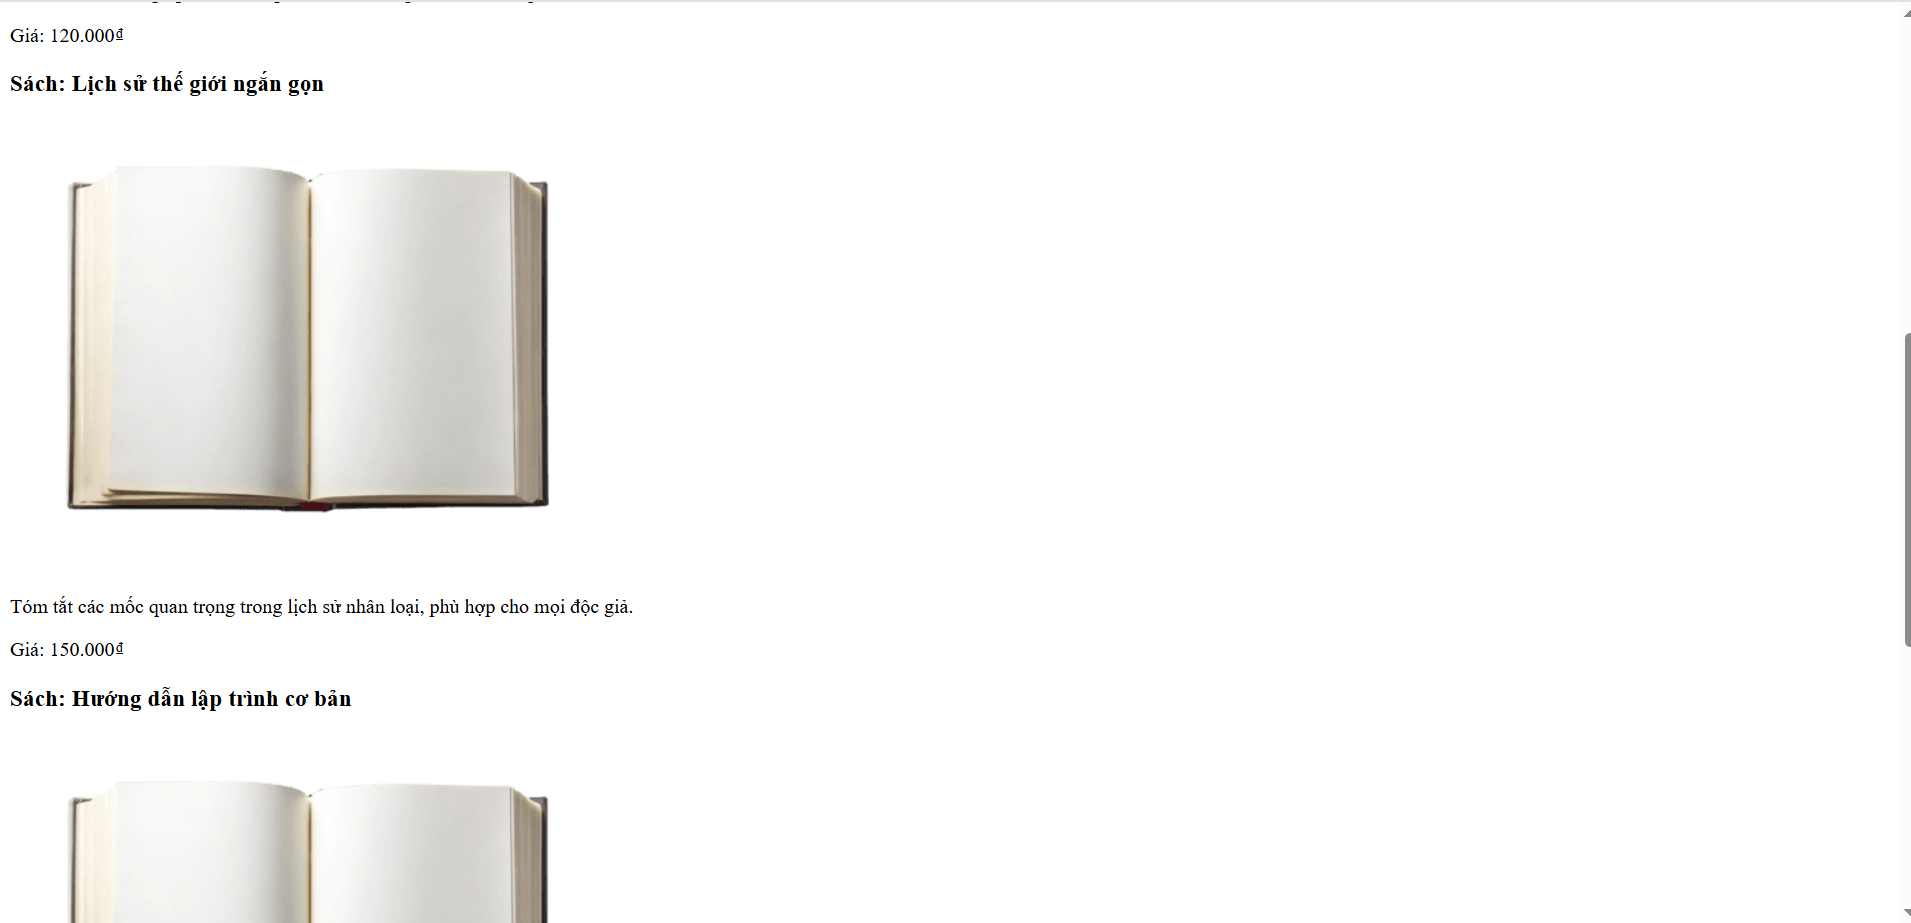 Giá: 120.000₫
Sách: Lịch sử thế giới ngắn gọn
Tóm tắt các mốc quan trọng trong lịch sử nhân loại, phù hợp cho mọi độc giả.
Giá: 150.000₫
Sách: Hướng dẫn lập trình cơ bản